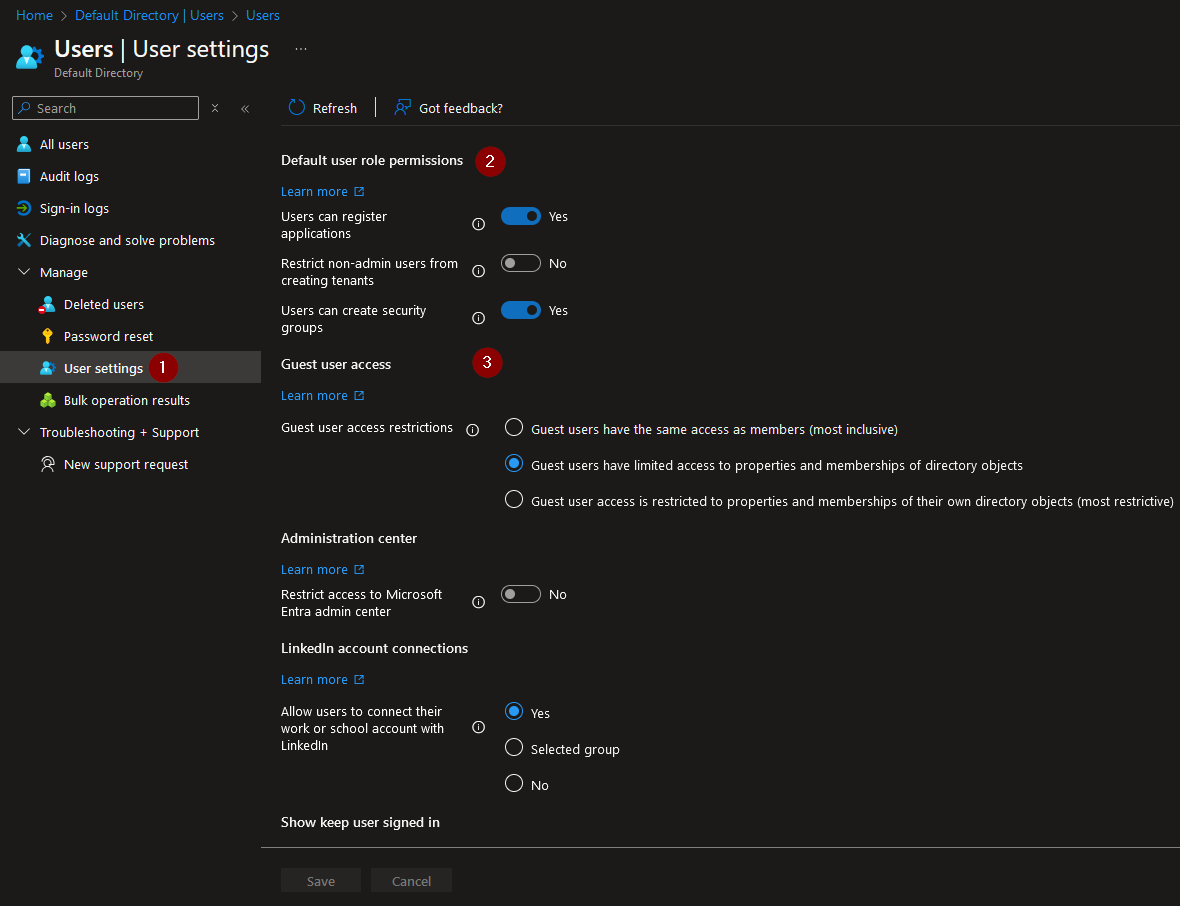 Home > Default Directory | Users > Users
Users | User settings ...
Default Directory
Search
Refresh
Got feedback?
All users
Audit logs
Sign-in logs
Diagnose and solve problems
Manage
Deleted users
Password reset
User settings 1
Bulk operation results
Troubleshooting + Support
New support request
Default user role permissions 2
Learn more
Users can register
applications
Yes
Restrict non-admin users from
creating tenants
No
Users can create security
groups
Yes
Guest user access 3
Learn more
Guest user access restrictions
Guest users have the same access as members (most inclusive)
Guest users have limited access to properties and memberships of directory objects
Guest user access is restricted to properties and memberships of their own directory objects (most restrictive)
Administration center
Learn more
Restrict access to Microsoft
Entra admin center
No
LinkedIn account connections
Learn more
Allow users to connect their
work or school account with
LinkedIn
Yes
Selected group
No
Show keep user signed in
Save
Cancel